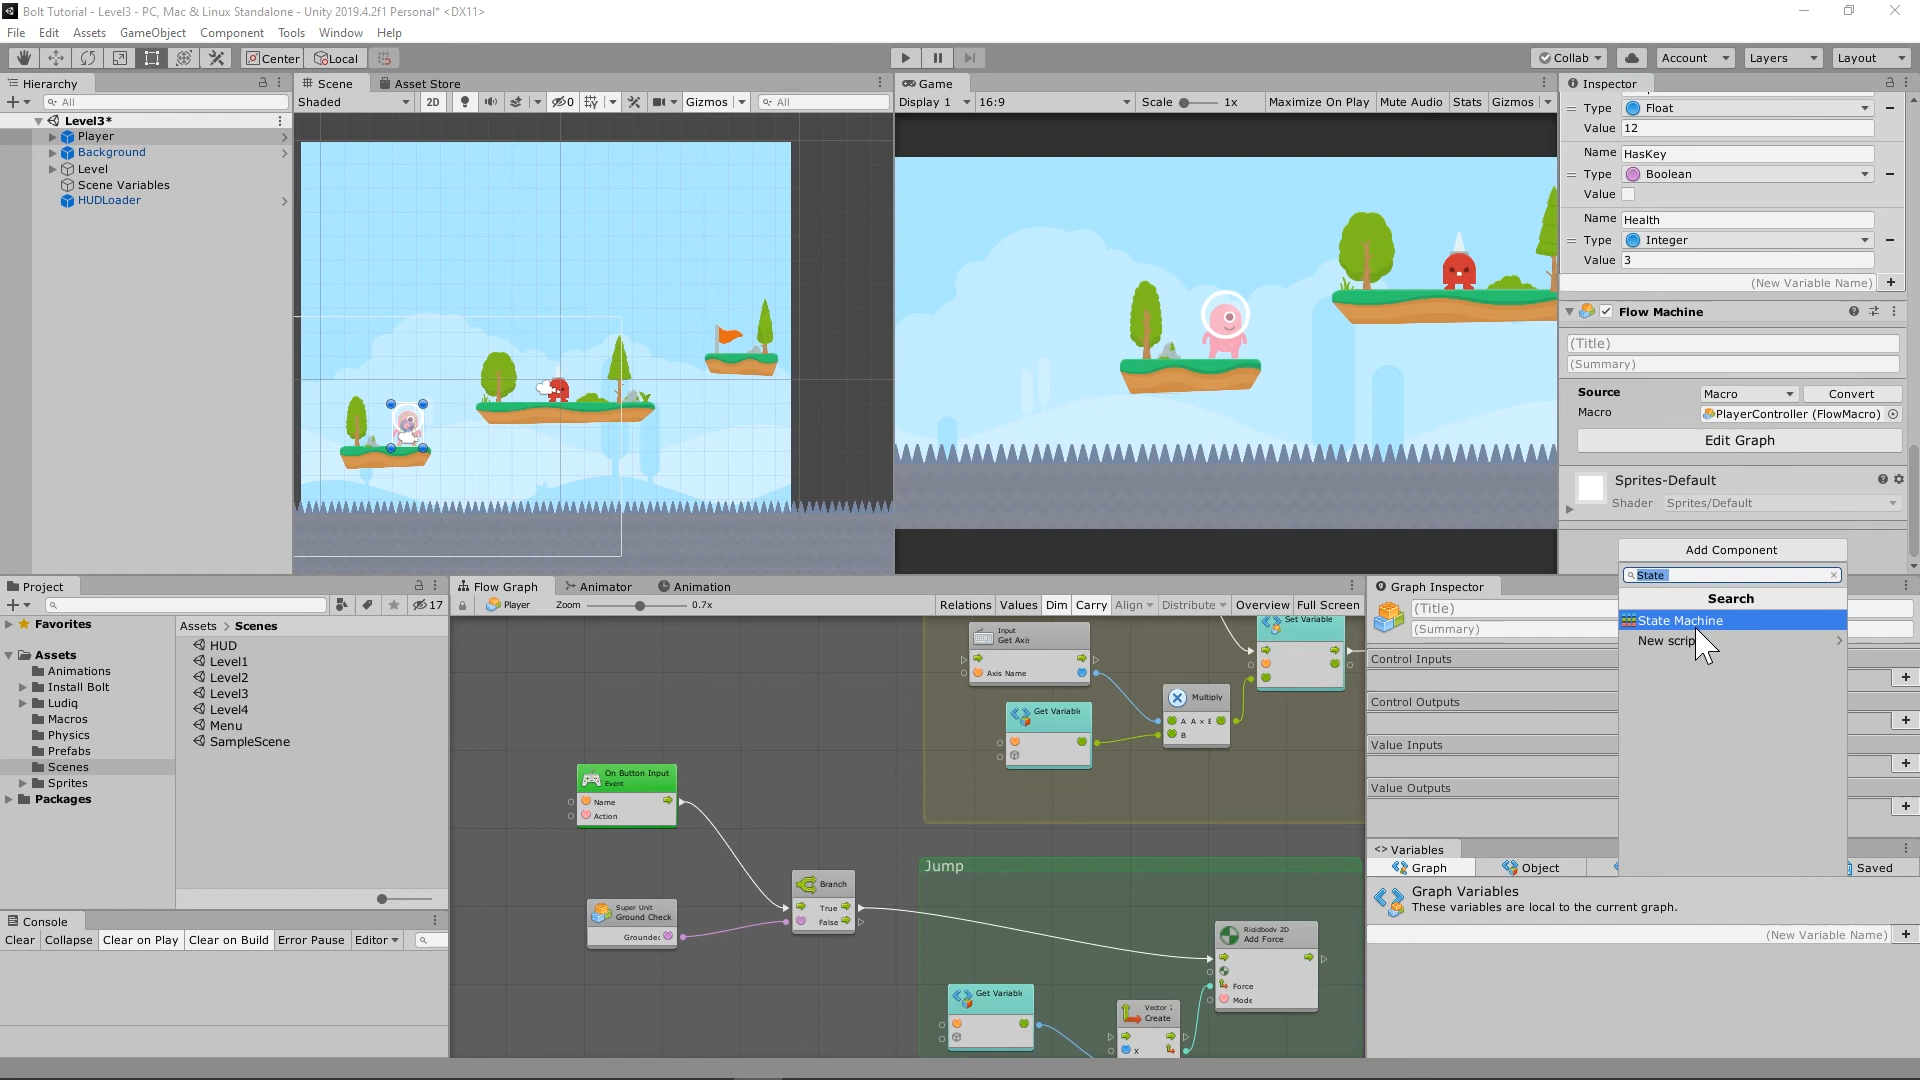 Bolt Tutorial - Level3 - PC, Mac & Linux Standalone - Unity 2019.4.2f1 Personal* <DX11>
File Edit Assets GameObject Component Tools Window Help
Center Local Collab Account Layers Layout
Hierarchy
All
Level3*
Player
Background
Level
Scene Variables
HUDLoader
Scene Asset Store
Shaded 2D 0 Gizmos All
Game
Display 1 16:9 Scale 1x Maximize On Play Mute Audio Stats Gizmos
Inspector
Type Float
Value 12
Name HasKey
Type Boolean
Value
Name Health
Type Integer
Value 3
(New Variable Name)
Flow Machine
(Title)
(Summary)
Source Macro Convert
Macro PlayerController (FlowMacro)
Edit Graph
Sprites-Default
Shader Sprites/Default
Add Component
State
Search
State Machine
New scrip
Project
17
Favorites
Assets
Animations
Install Bolt
Ludiq
Macros
Physics
Prefabs
Scenes
Sprites
Packages
Assets Scenes
HUD
Level1
Level2
Level3
Level4
Menu
SampleScene
Console
Clear Collapse Clear on Play Clear on Build Error Pause Editor
Flow Graph Animator Animation
Player Zoom 0.7x Relations Values Dim Carry Align Distribute Overview Full Screen
Input
Get Axis
Axis Name
Set Variable
Get Variable
Multiply
A A × B
B
On Button Input
Event
Name
Action
Super Unit
Ground Check
Grounded
Branch
True
False
Jump
Rigidbody 2D
Add Force
Force
Mode
Get Variable
Vector 2
Create
X
Graph Inspector
(Title)
(Summary)
Control Inputs
Control Outputs
Value Inputs
Value Outputs
Variables
Graph Object Saved
Graph Variables
These variables are local to the current graph.
(New Variable Name)